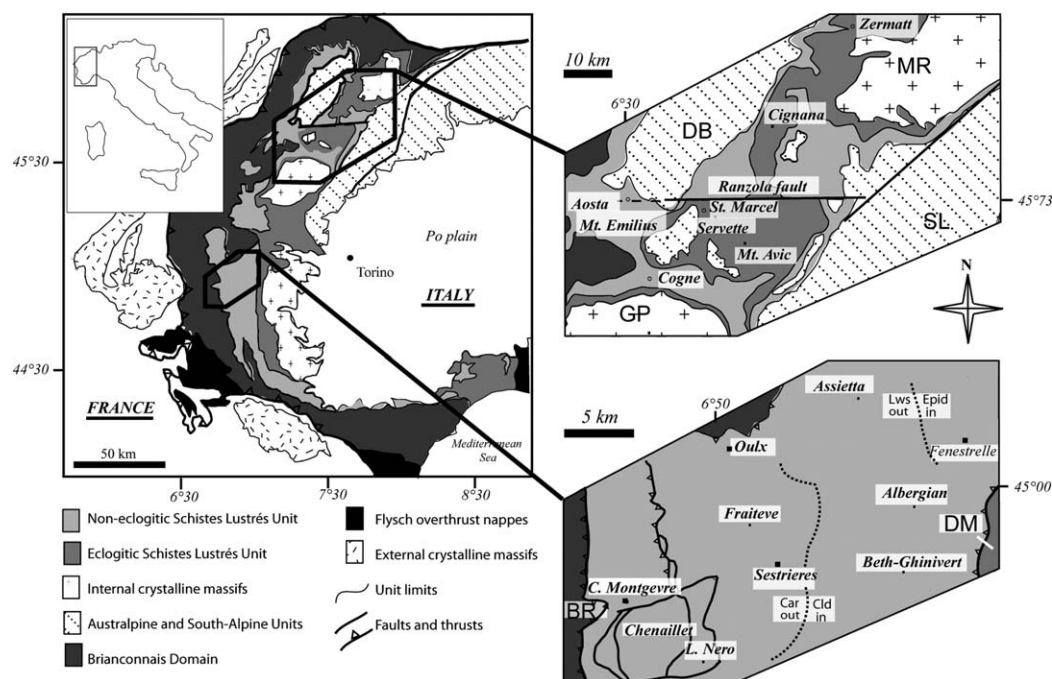 45°30
44°30
6°30
7°30
8°30
Po plain
Torino
ITALY
FRANCE
Mediterranean
Sea
50 km
10 km
Zermatt
MR
6°30
Cignana
DB
Ranzola fault
Aosta
St. Marcel
45°73
Mt. Emilius
Servette
SL
Mt. Avic
Cogne
GP
N
5 km
6°50
Assietta
Lws
out
Epid
in
Oulx
Fenestrelle
45°00
Albergian
Fraiteve
DM
Beth-Ghinivert
Sestrieres
C. Montgevre
BR
Car
out
Cld
in
Chenaillet
L. Nero
Non-eclogitic Schistes Lustrés Unit
Eclogitic Schistes Lustrés Unit
Internal crystalline massifs
Australpine and South-Alpine Units
Brianconnais Domain
Flysch overthrust nappes
External crystalline massifs
Unit limits
Faults and thrusts